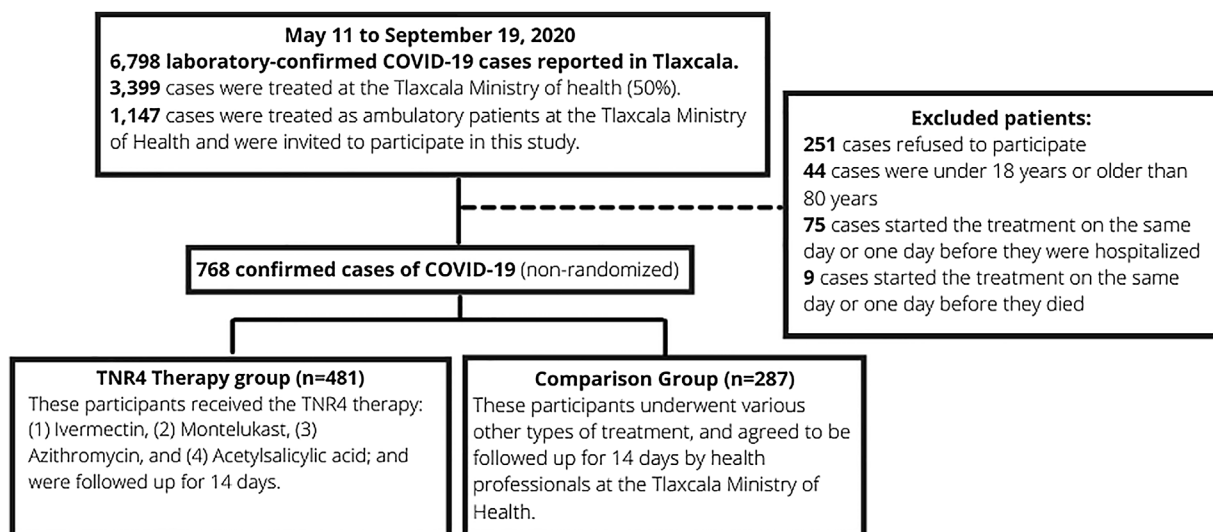 May 11 to September 19, 2020
6,798 laboratory-confirmed COVID-19 cases reported in Tlaxcala.
3,399 cases were treated at the Tlaxcala Ministry of health (50%).
1,147 cases were treated as ambulatory patients at the Tlaxcala Ministry
of Health and were invited to participate in this study.
Excluded patients:
251 cases refused to participate
44 cases were under 18 years or older than
80 years
75 cases started the treatment on the same
day or one day before they were hospitalized
9 cases started the treatment on the same
day or one day before they died
768 confirmed cases of COVID-19 (non-randomized)
TNR4 Therapy group (n=481)
These participants received the TNR4 therapy:
(1) Ivermectin, (2) Montelukast, (3)
Azithromycin, and (4) Acetylsalicylic acid; and
were followed up for 14 days.
Comparison Group (n=287)
These participants underwent various
other types of treatment, and agreed to be
followed up for 14 days by health
professionals at the Tlaxcala Ministry of
Health.